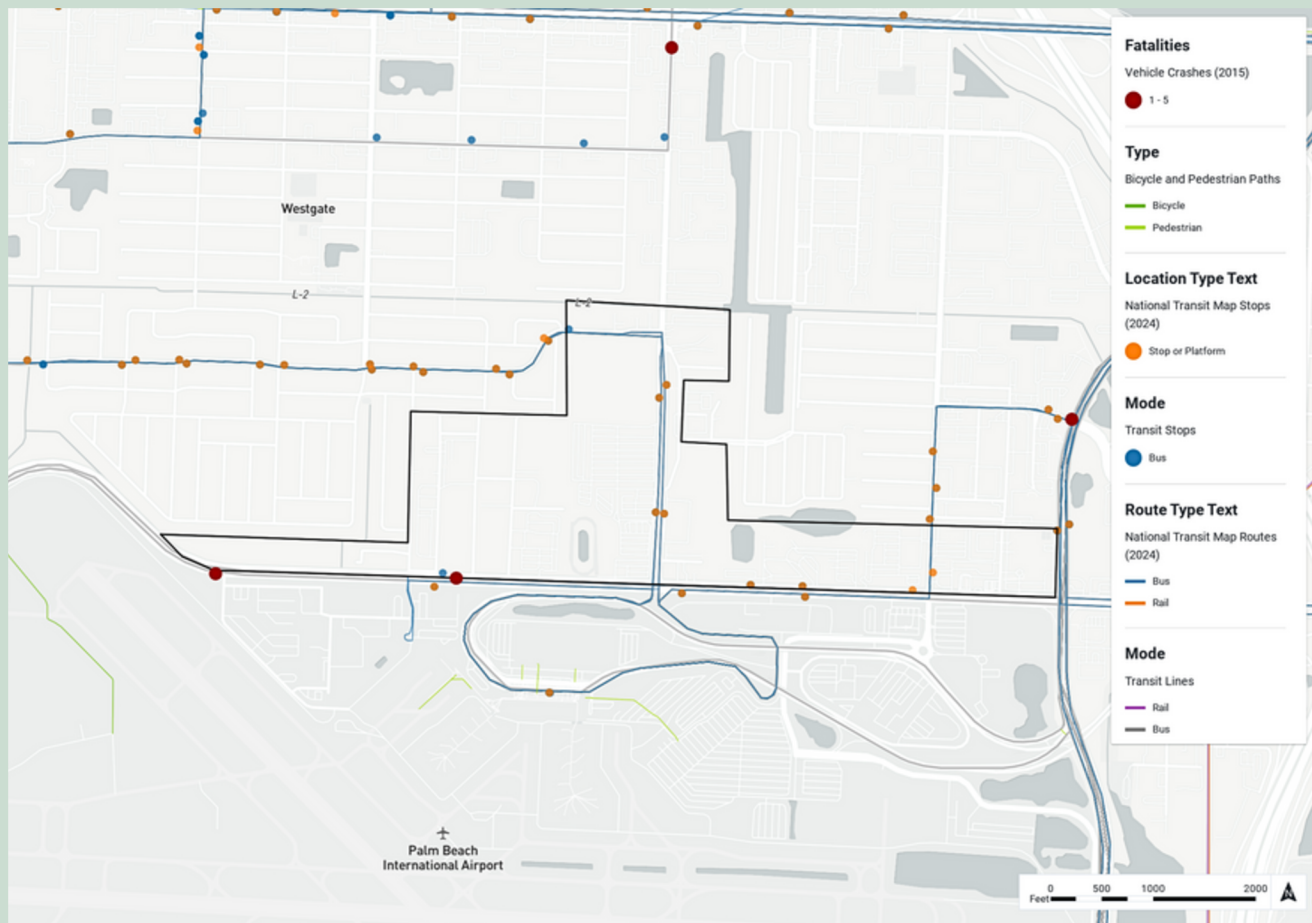 Westgate
L-2
L-2
Palm Beach
International Airport
Fatalities
Vehicle Crashes (2015)
1 - 5
Type
Bicycle and Pedestrian Paths
Bicycle
Pedestrian
Location Type Text
National Transit Map Stops
(2024)
Stop or Platform
Mode
Transit Stops
Bus
Route Type Text
National Transit Map Routes
(2024)
Bus
Rail
Mode
Transit Lines
Rail
Bus
0 500 1000 2000
Feet